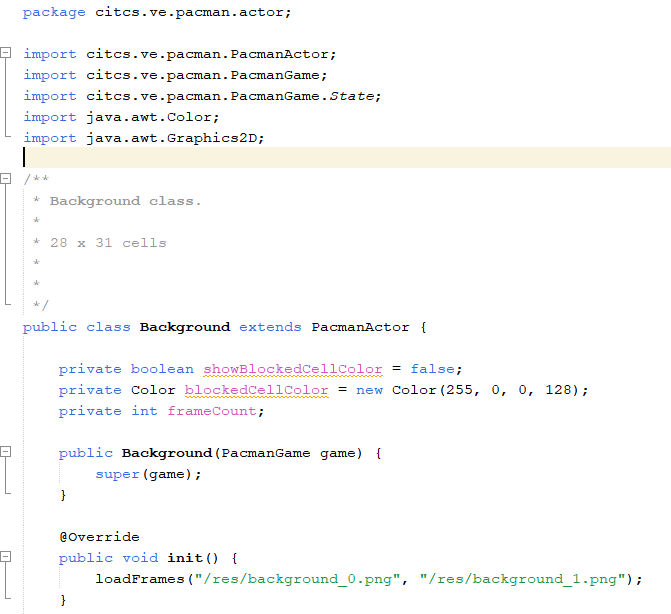 package citcs.ve.pacman.actor;
import citcs.ve.pacman.PacmanActor;
import citcs.ve.pacman.PacmanGame;
import citcs.ve.pacman.PacmanGame.State;
import java.awt.Color;
import java.awt.Graphics2D;
/**
 * Background class.
 *
 * 28 x 31 cells
 *
 *
 */
public class Background extends PacmanActor {
    private boolean showBlockedCellColor = false;
    private Color blockedCellColor = new Color(255, 0, 0, 128);
    private int frameCount;
    public Background(PacmanGame game) {
        super(game);
    }
    @Override
    public void init() {
        loadFrames("/res/background_0.png", "/res/background_1.png");
    }